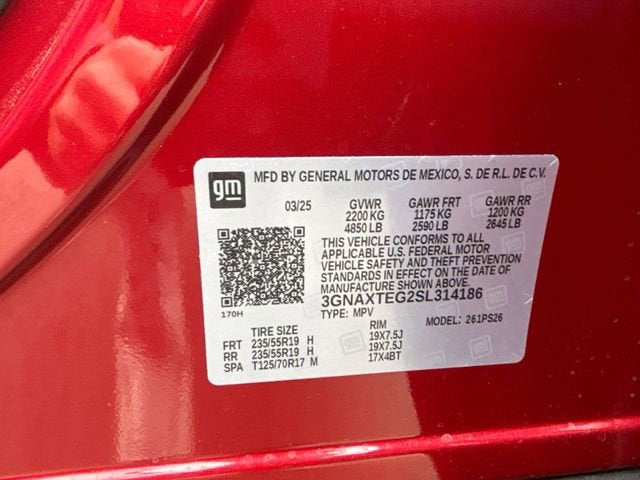 gm
MFD BY GENERAL MOTORS DE MEXICO, S. DE R.L. DE C.V.
03/25 GVWR GAWR FRT GAWR RR
2200 KG 1175 KG 1200 KG
4850 LB 2590 LB 2645 LB
THIS VEHICLE CONFORMS TO ALL
APPLICABLE U.S. FEDERAL MOTOR
VEHICLE SAFETY AND THEFT PREVENTION
STANDARDS IN EFFECT ON THE DATE OF
MANUFACTURE SHOWN ABOVE.
3GNAXTEG2SL314186
170H
TYPE: MPV MODEL: 261PS26
TIRE SIZE RIM
FRT 235/55R19 H 19X7.5J
RR 235/55R19 H 19X7.5J
SPA T125/70R17 M 17X4BT